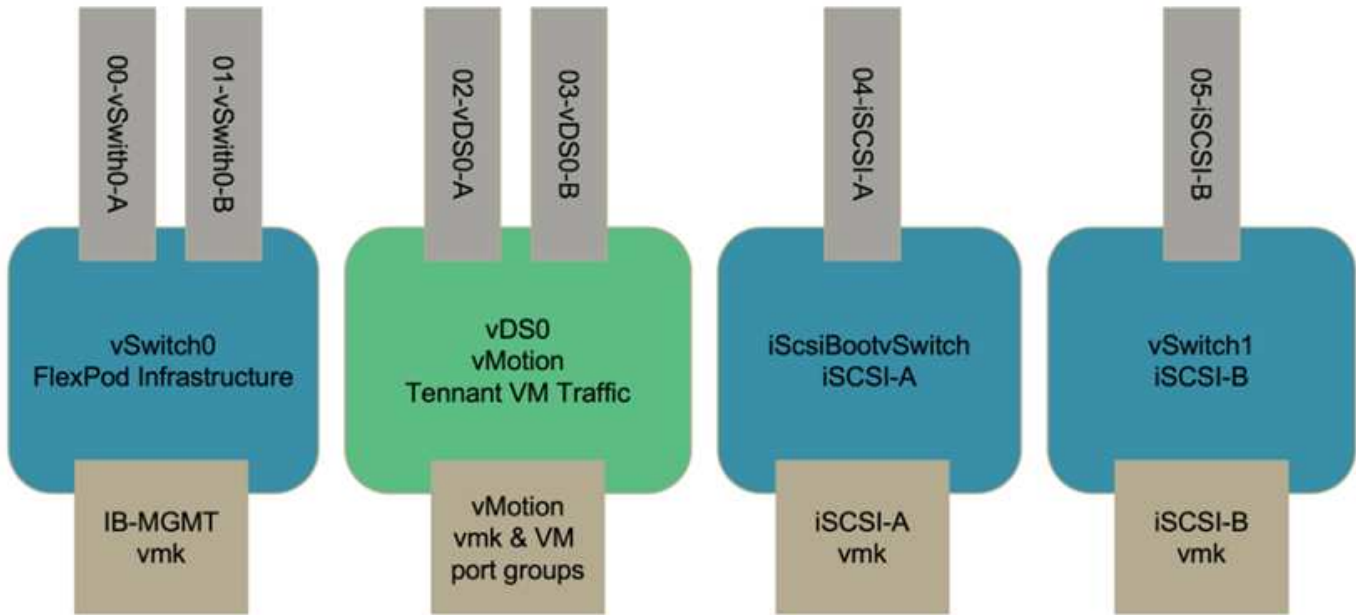 00-vSwith0-A
01-vSwith0-B
02-vDS0-A
03-vDS0-B
04-iSCSI-A
05-iSCSI-B
vSwitch0
FlexPod Infrastructure
vDS0
vMotion
Tennant VM Traffic
iScsiBootvSwitch
iSCSI-A
vSwitch1
iSCSI-B
IB-MGMT
vmk
vMotion
vmk & VM
port groups
iSCSI-A
vmk
iSCSI-B
vmk